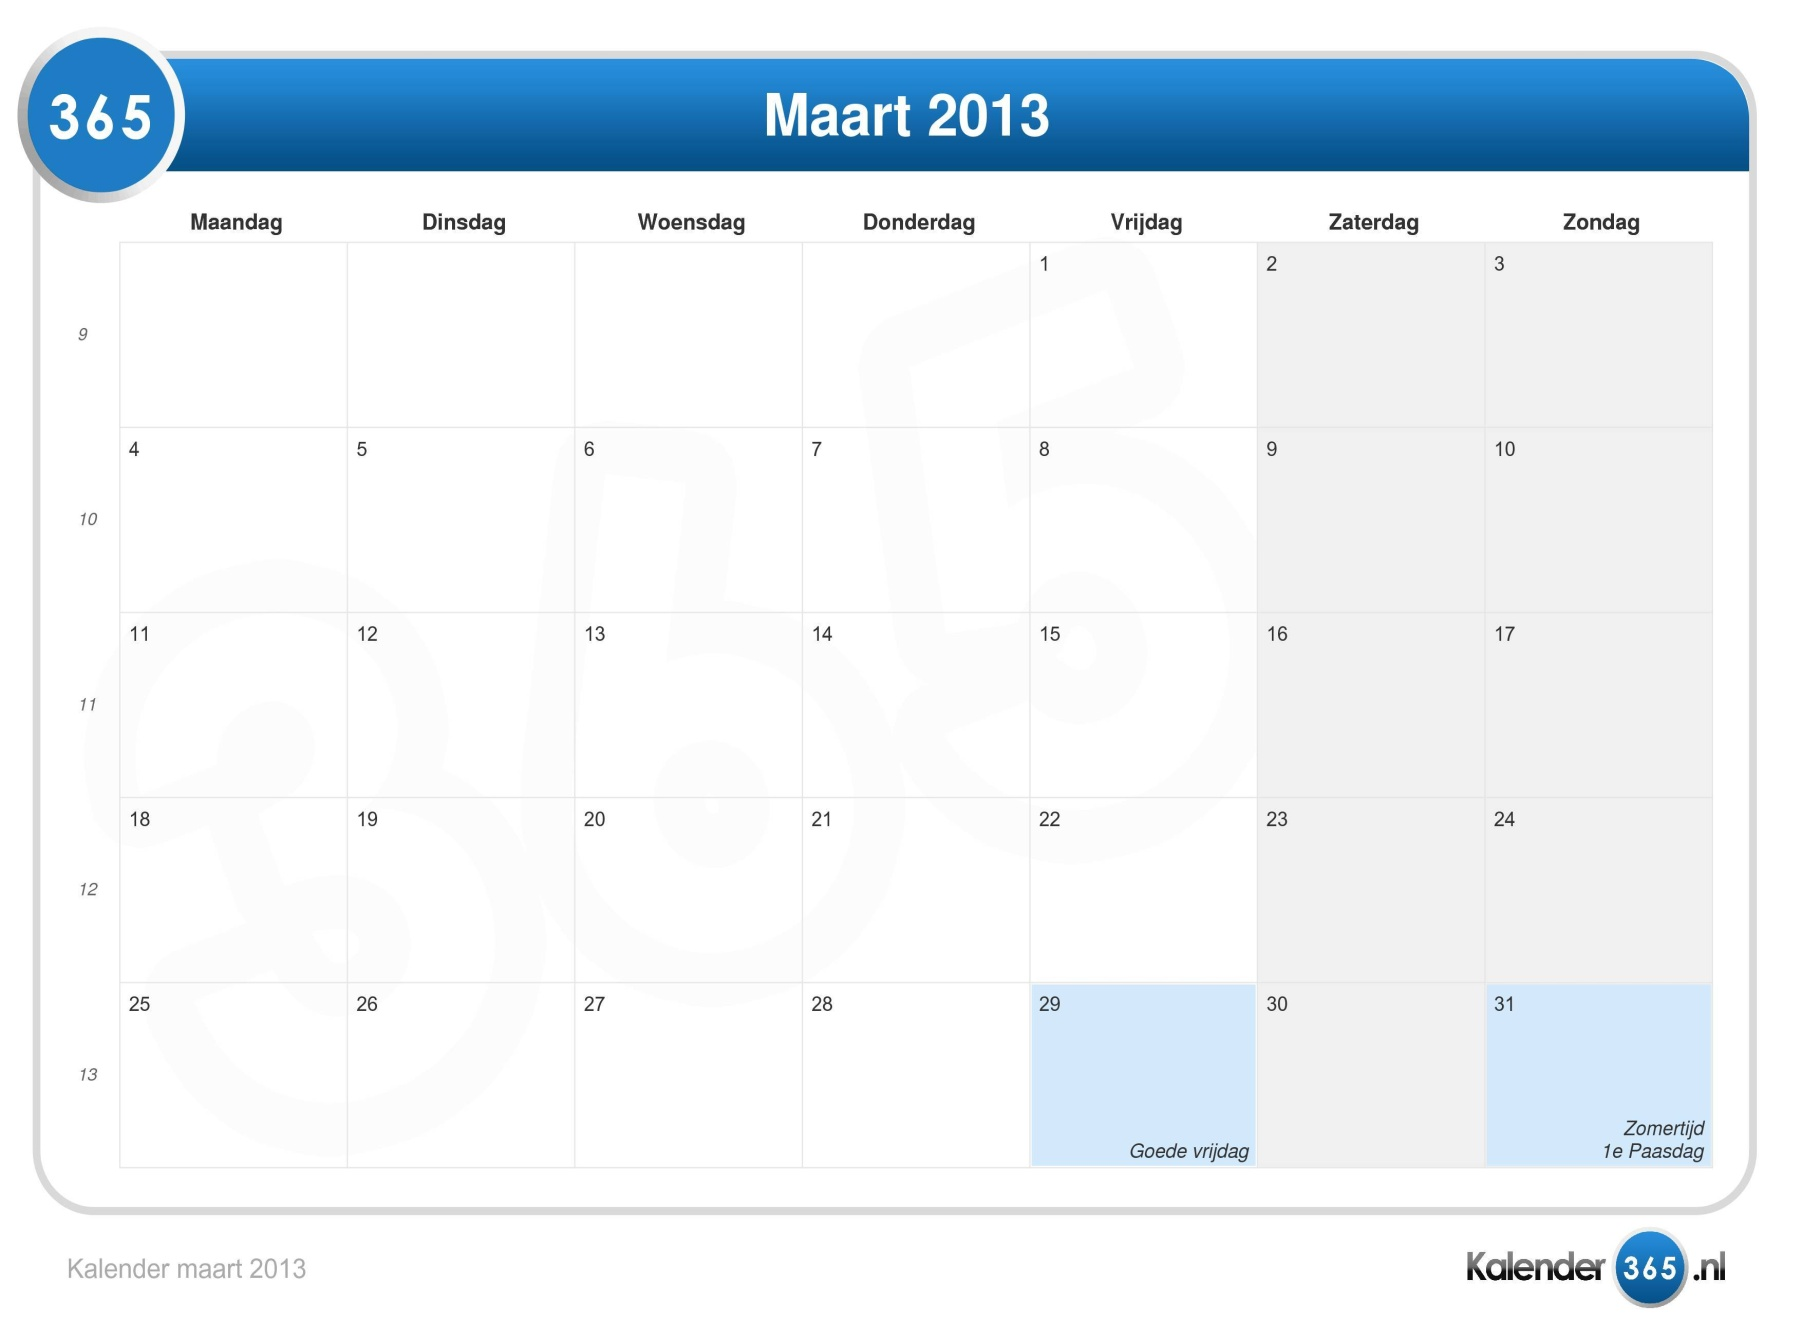 365
Maart 2013
Maandag Dinsdag Woensdag Donderdag Vrijdag Zaterdag Zondag
1 2 3
9
4 5 6 7 8 9 10
10
11 12 13 14 15 16 17
11
18 19 20 21 22 23 24
12
25 26 27 28 29 30 31
13
Goede vrijdag
Zomertijd
1e Paasdag
Kalender maart 2013
Kalender 365 .nl